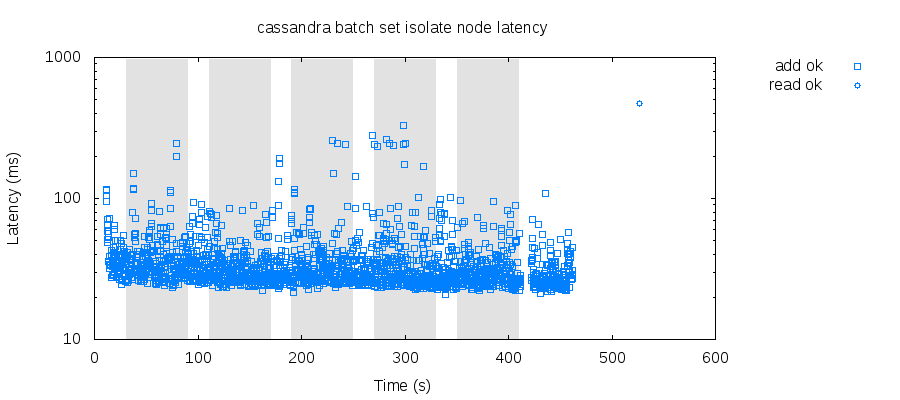 cassandra batch set isolate node latency
add ok
read ok
Latency (ms)
1000
100
10
0 100 200 300 400 500 600
Time (s)